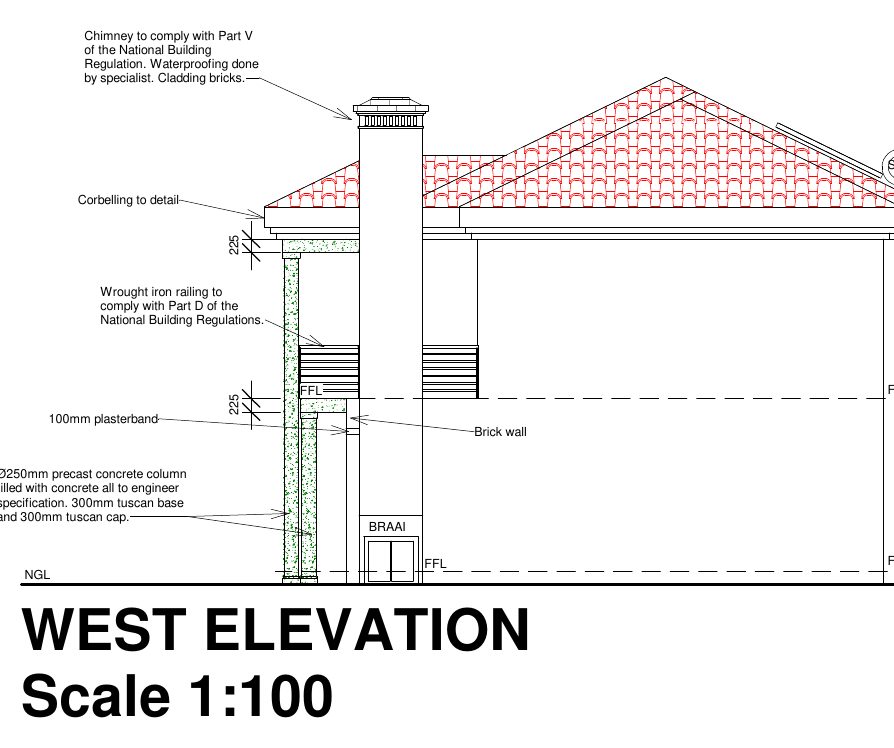 Chimney to comply with Part V
of the National Building
Regulation. Waterproofing done
by specialist. Cladding bricks.
Corbelling to detail
225
Wrought iron railing to
comply with Part D of the
National Building Regulations.
FFL
225
100mm plasterband
Brick wall
Ø250mm precast concrete column
illed with concrete all to engineer
specification. 300mm tuscan base
and 300mm tuscan cap.
BRAAI
FFL
NGL
WEST ELEVATION
Scale 1:100